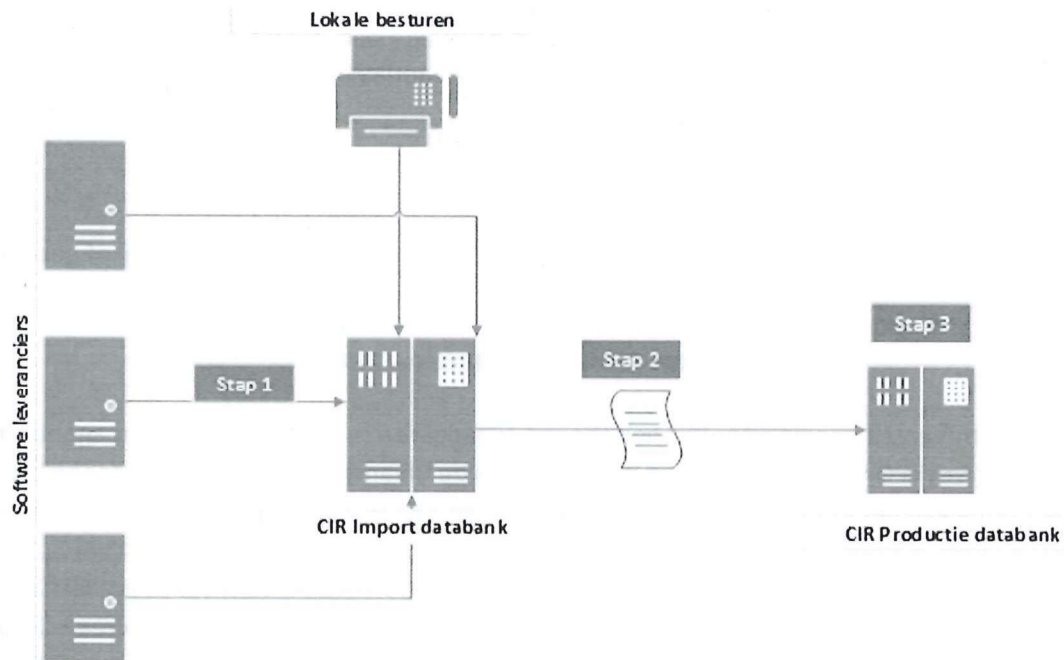 Lokale besturen
Software leveranciers
Stap 1
Stap 2
Stap 3
CIR Import databank
CIR Productie databank